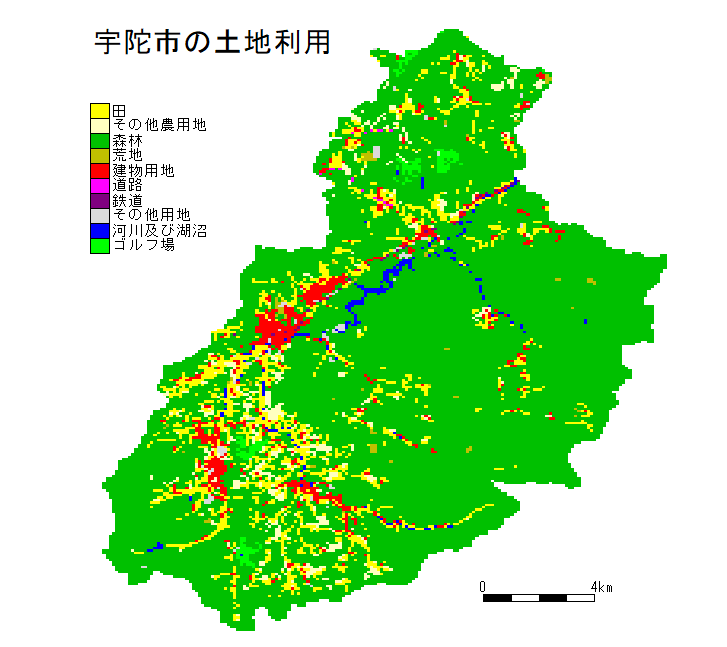 宇陀市の土地利用
田
その他農用地
森林
荒地
建物用地
道路
鉄道
その他用地
河川及び湖沼
ゴルフ場
0 4km